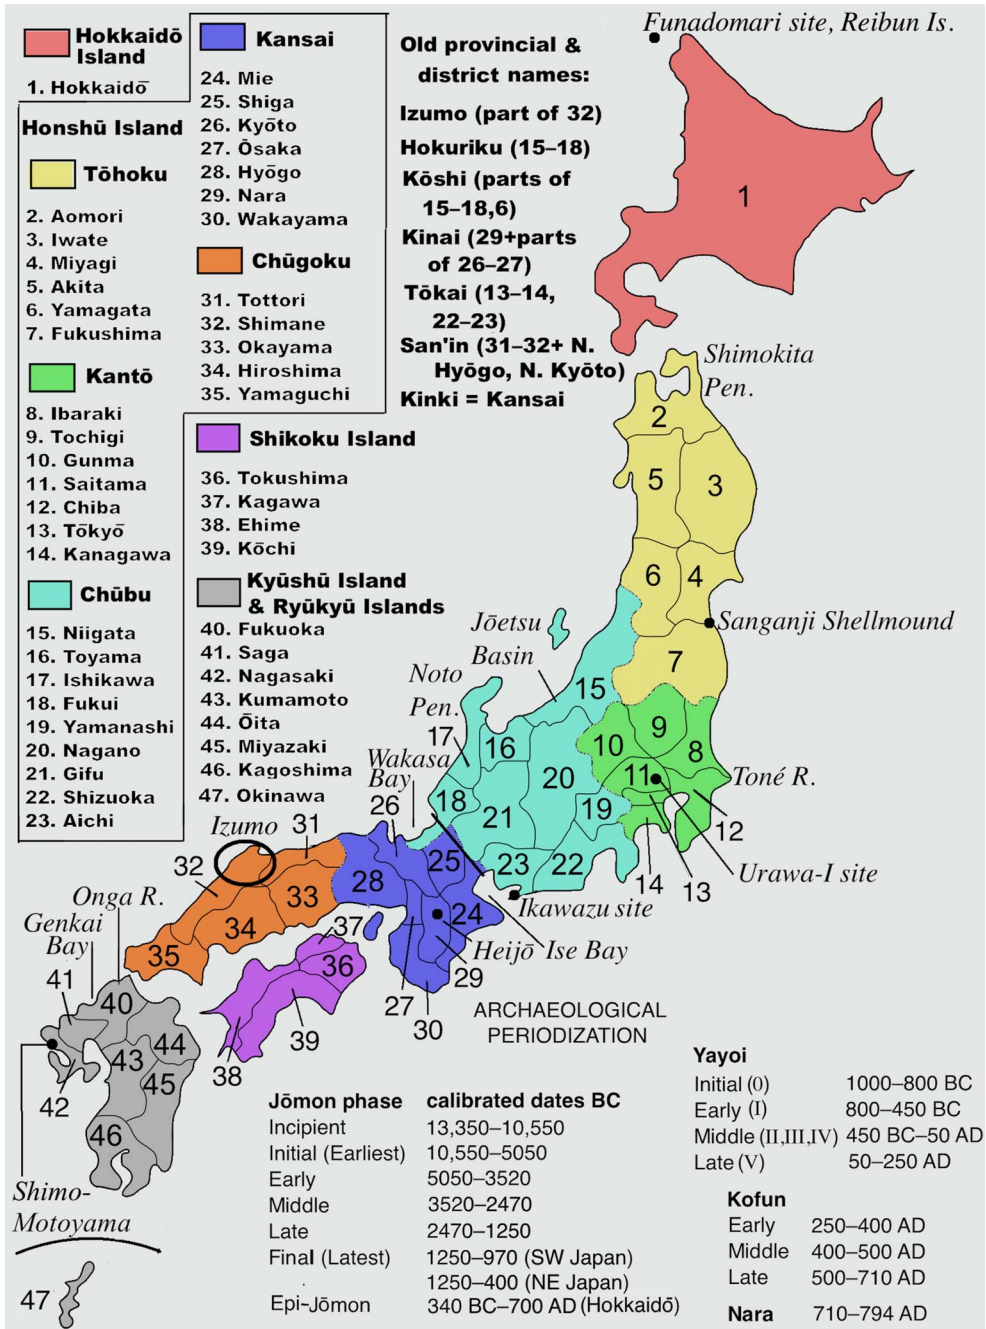 Hokkaidō
Island
1. Hokkaidō
Honshū Island
Tōhoku
2. Aomori
3. Iwate
4. Miyagi
5. Akita
6. Yamagata
7. Fukushima
Kantō
8. Ibaraki
9. Tochigi
10. Gunma
11. Saitama
12. Chiba
13. Tōkyō
14. Kanagawa
Chūbu
15. Niigata
16. Toyama
17. Ishikawa
18. Fukui
19. Yamanashi
20. Nagano
21. Gifu
22. Shizuoka
23. Aichi
Kansai
24. Mie
25. Shiga
26. Kyōto
27. Ōsaka
28. Hyōgo
29. Nara
30. Wakayama
Chūgoku
31. Tottori
32. Shimane
33. Okayama
34. Hiroshima
35. Yamaguchi
Shikoku Island
36. Tokushima
37. Kagawa
38. Ehime
39. Kōchi
Kyūshū Island
& Ryūkyū Islands
40. Fukuoka
41. Saga
42. Nagasaki
43. Kumamoto
44. Ōita
45. Miyazaki
46. Kagoshima
47. Okinawa
Old provincial &
district names:
Izumo (part of 32)
Hokuriku (15–18)
Kōshi (parts of
15–18,6)
Kinai (29+parts
of 26–27)
Tōkai (13–14,
22–23)
San'in (31–32+ N.
Hyōgo, N. Kyōto)
Kinki = Kansai
Funadomari site, Reibun Is.
1
Shimokita
Pen.
2
5
3
6
4
Sanganji Shellmound
7
Jōetsu
Basin
15
Noto
Pen.
17
16
Wakasa
Bay
26
18
21
20
19
10
9
8
11
Toné R.
12
Urawa-I site
13
14
22
23
Ikawazu site
Ise Bay
Heijō
25
24
28
29
27
30
Izumo
31
32
33
34
35
37
36
39
38
Onga R.
Genkai
Bay
41
40
42
43
44
45
46
Shimo-
Motoyama
47
ARCHAEOLOGICAL
PERIODIZATION
Jōmon phase calibrated dates BC
Incipient 13,350–10,550
Initial (Earliest) 10,550–5050
Early 5050–3520
Middle 3520–2470
Late 2470–1250
Final (Latest) 1250–970 (SW Japan)
1250–400 (NE Japan)
Epi-Jōmon 340 BC–700 AD (Hokkaidō)
Yayoi
Initial (0) 1000–800 BC
Early (I) 800–450 BC
Middle (II,III,IV) 450 BC–50 AD
Late (V) 50–250 AD
Kofun
Early 250–400 AD
Middle 400–500 AD
Late 500–710 AD
Nara 710–794 AD